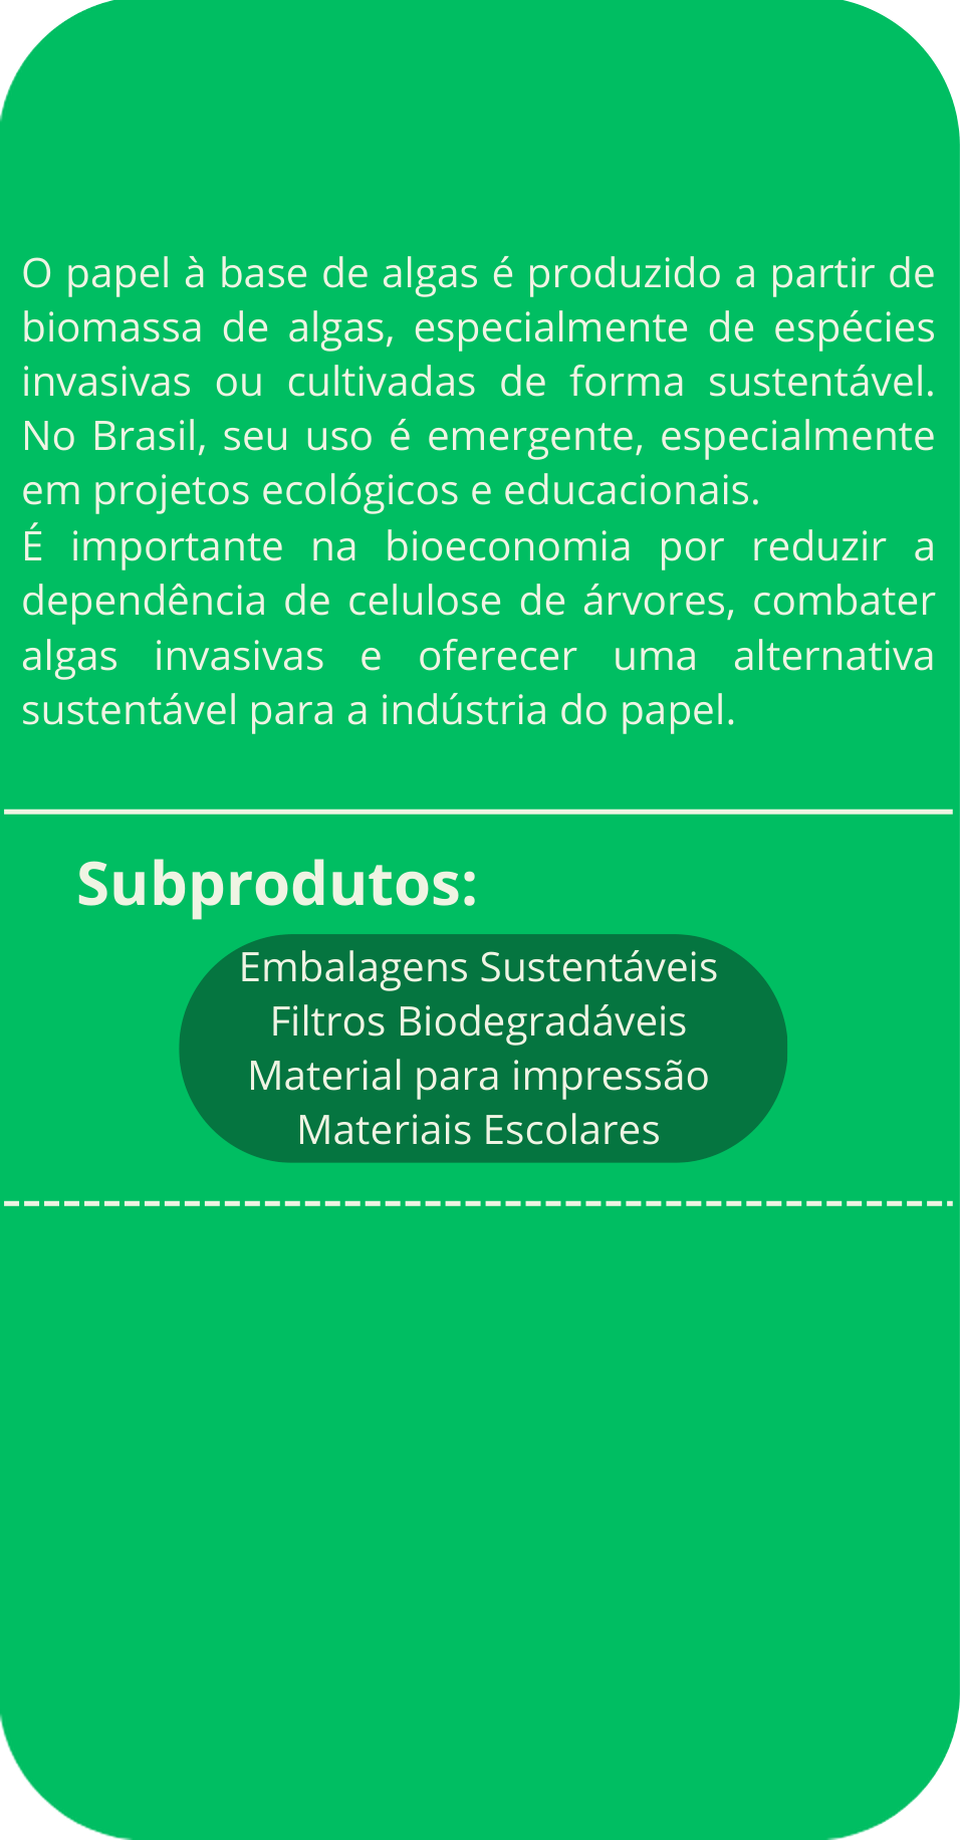 O papel à base de algas é produzido a partir de
biomassa de algas, especialmente de espécies
invasivas ou cultivadas de forma sustentável.
No Brasil, seu uso é emergente, especialmente
em projetos ecológicos e educacionais.
É importante na bioeconomia por reduzir a
dependência de celulose de árvores, combater
algas invasivas e oferecer uma alternativa
sustentável para a indústria do papel.
Subprodutos:
Embalagens Sustentáveis
Filtros Biodegradáveis
Material para impressão
Materiais Escolares